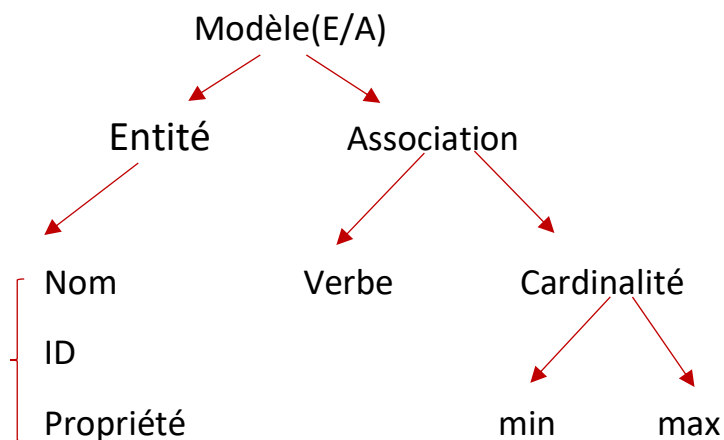 Modèle(E/A)
Entité Association
Nom Verbe Cardinalité
ID
Propriété min max